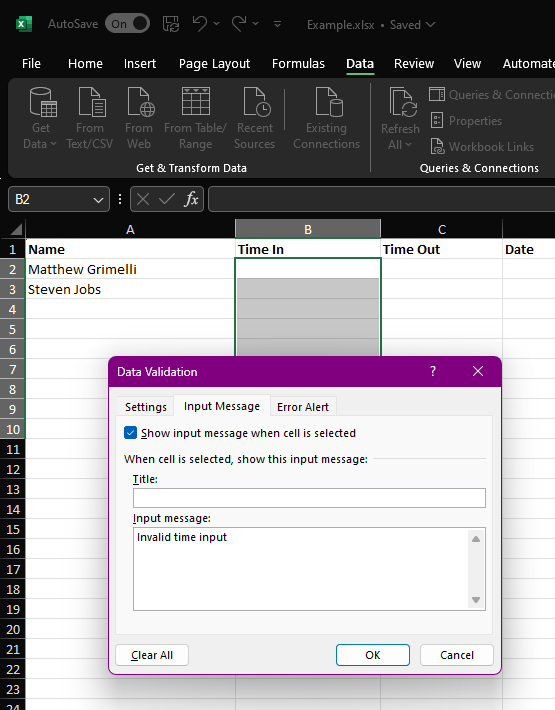 AutoSave On Example.xlsx • Saved
File Home Insert Page Layout Formulas Data Review View Automate
Get Data From Text/CSV From Web From Table/ Range Recent Sources Existing Connections Refresh All Queries & Connectio
Properties
Workbook Links
Get & Transform Data Queries & Connections
B2 fx
A B C
1 Name Time In Time Out Date
2 Matthew Grimelli
3 Steven Jobs
4
5
6
7
8
9
10
11
12
13
14
15
16
17
18
19
20
21
22
23
24
Data Validation ?
Settings Input Message Error Alert
Show input message when cell is selected
When cell is selected, show this input message:
Title:
Input message:
Invalid time input
Clear All OK Cancel